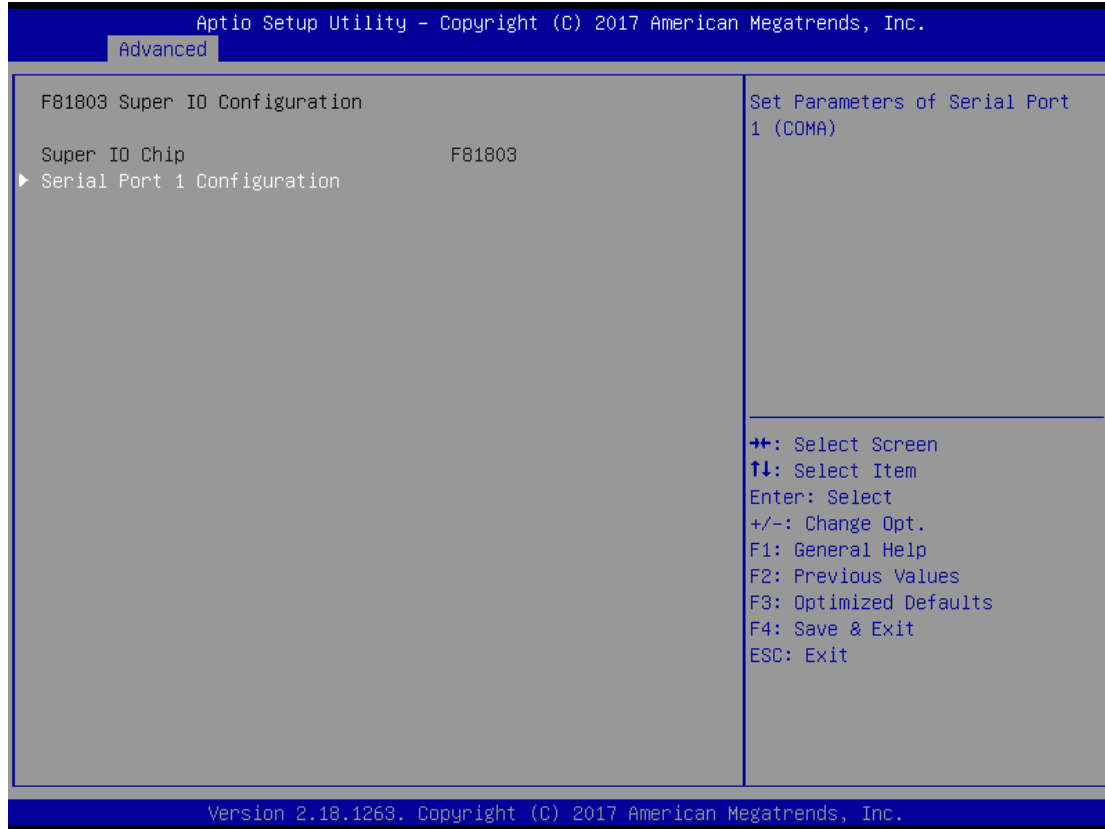 Aptio Setup Utility – Copyright (C) 2017 American Megatrends, Inc.
Advanced
F81803 Super IO Configuration
Super IO Chip F81803
▶ Serial Port 1 Configuration
Set Parameters of Serial Port
1 (COMA)
→←: Select Screen
↑↓: Select Item
Enter: Select
+/-: Change Opt.
F1: General Help
F2: Previous Values
F3: Optimized Defaults
F4: Save & Exit
ESC: Exit
Version 2.18.1263. Copyright (C) 2017 American Megatrends, Inc.